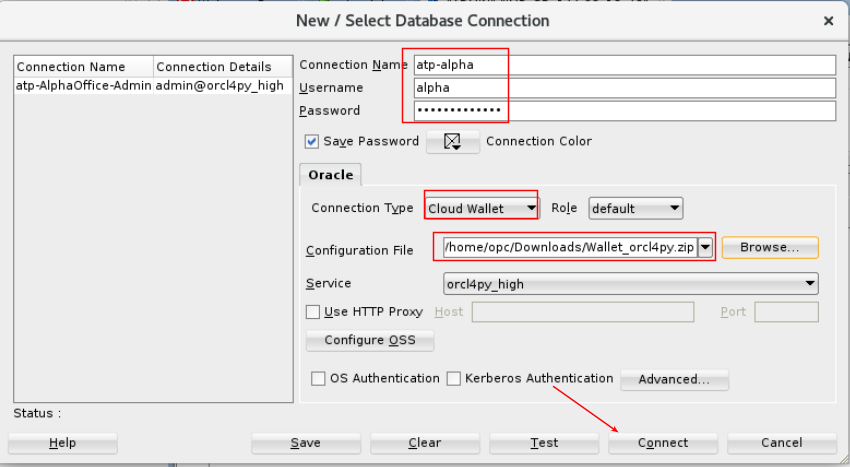 New / Select Database Connection
Connection Name Connection Details
atp-AlphaOffice-Admin admin@orcl4py_high
Connection Name atp-alpha
Username alpha
Password •••••••••••••
Save Password Connection Color
Oracle
Connection Type Cloud Wallet Role default
Configuration File /home/opc/Downloads/Wallet_orcl4py.zip Browse...
Service orcl4py_high
Use HTTP Proxy Host Port
Configure OSS
OS Authentication Kerberos Authentication Advanced...
Status :
Help Save Clear Test Connect Cancel